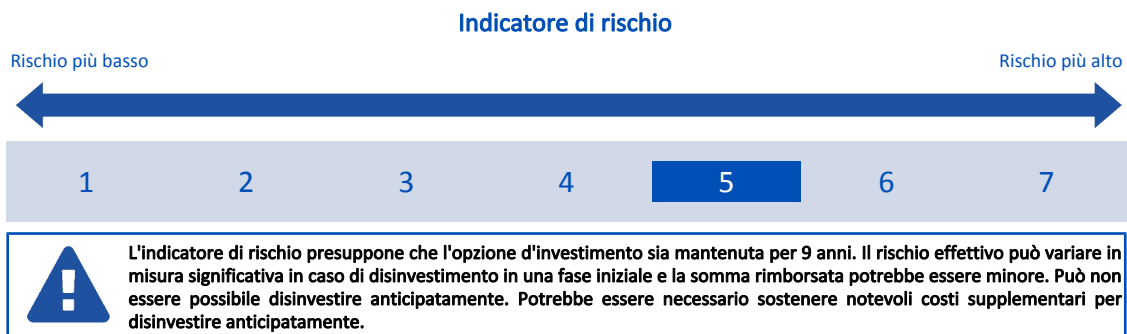 Indicatore di rischio
Rischio più basso
Rischio più alto
1 2 3 4 5 6 7
L'indicatore di rischio presuppone che l'opzione d'investimento sia mantenuta per 9 anni. Il rischio effettivo può variare in
misura significativa in caso di disinvestimento in una fase iniziale e la somma rimborsata potrebbe essere minore. Può non
essere possibile disinvestire anticipatamente. Potrebbe essere necessario sostenere notevoli costi supplementari per
disinvestire anticipatamente.